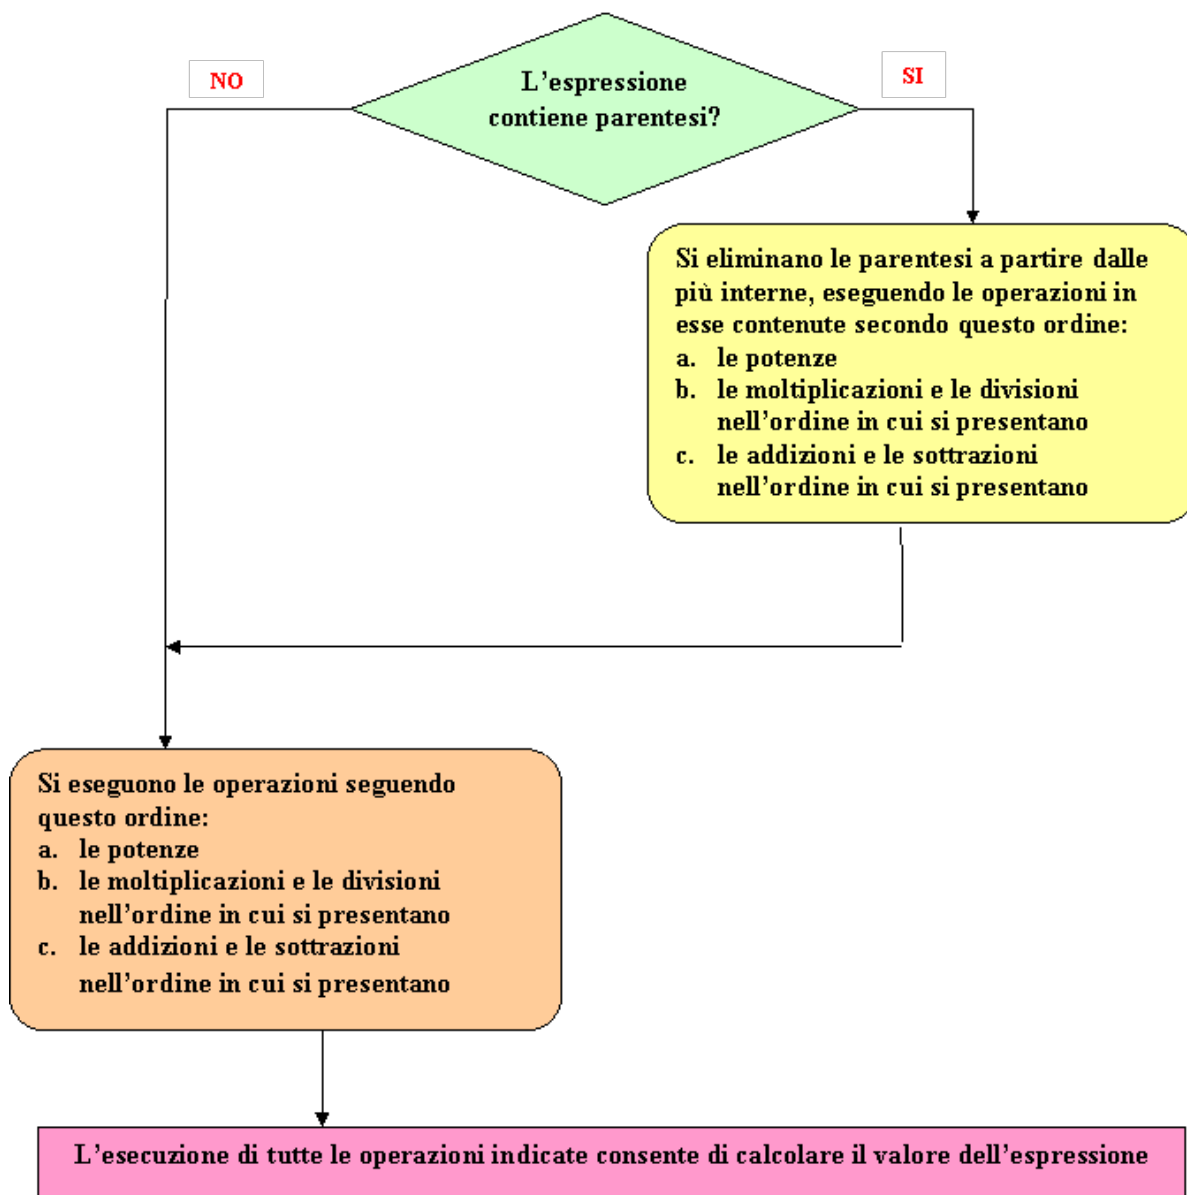 L'espressione
contiene parentesi?
NO
SI
Si eliminano le parentesi a partire dalle
più interne, eseguendo le operazioni in
esse contenute secondo questo ordine:
a. le potenze
b. le moltiplicazioni e le divisioni
nell'ordine in cui si presentano
c. le addizioni e le sottrazioni
nell'ordine in cui si presentano
Si eseguono le operazioni seguendo
questo ordine:
a. le potenze
b. le moltiplicazioni e le divisioni
nell'ordine in cui si presentano
c. le addizioni e le sottrazioni
nell'ordine in cui si presentano
L'esecuzione di tutte le operazioni indicate consente di calcolare il valore dell'espressione